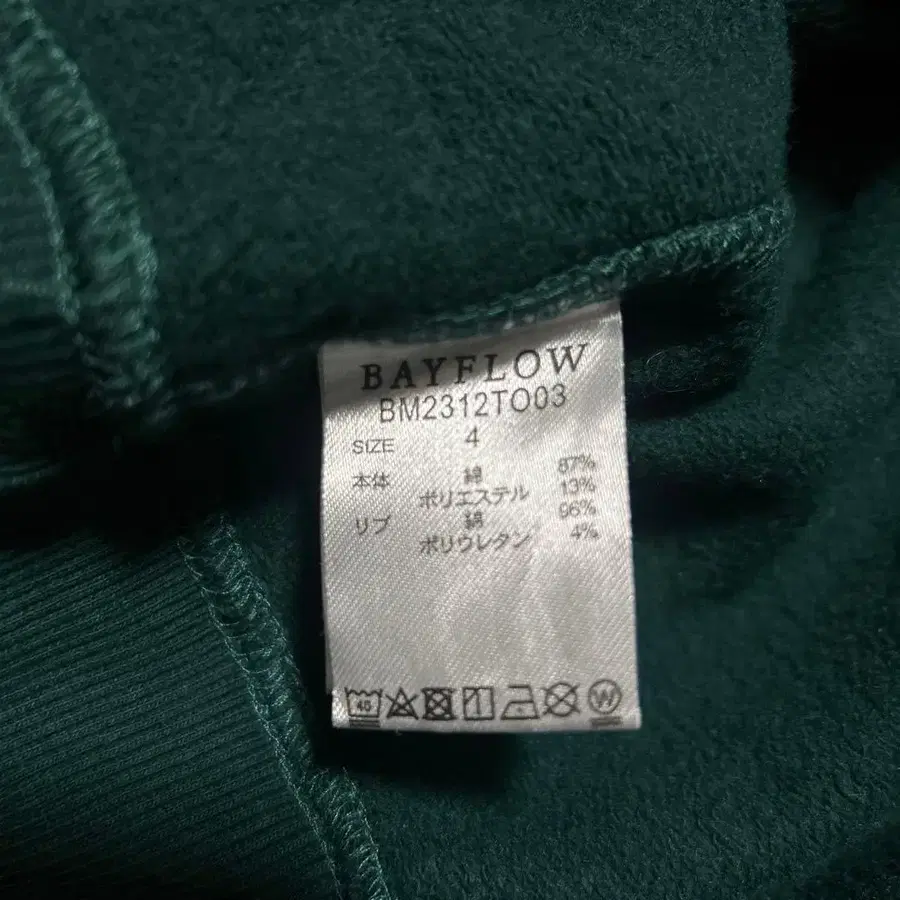 BAYFLOW
BM2312TO03
SIZE 4
本体 綿 87%
ポリエステル 13%
リブ 綿 96%
ポリウレタン 4%
40 W